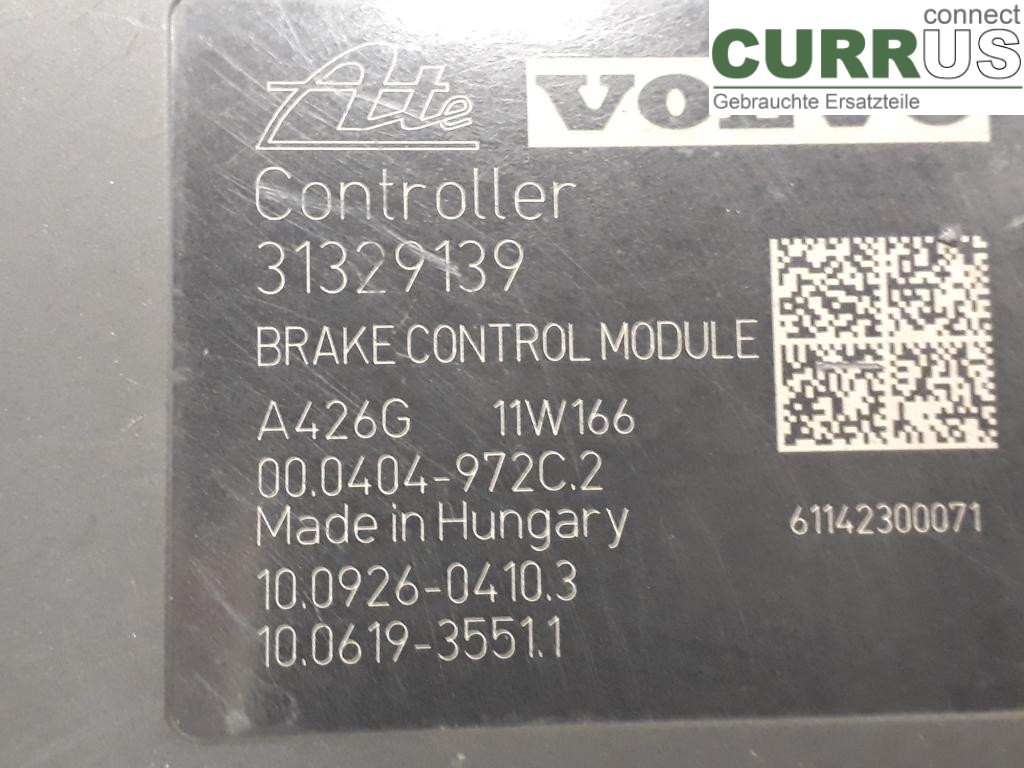 connect
CURRUS
Gebrauchte Ersatzteile
Ate
VOLVO
Controller
31329139
BRAKE CONTROL MODULE
A426G 11W166
00.0404-972C.2
Made in Hungary
61142300071
10.0926-0410.3
10.0619-3551.1